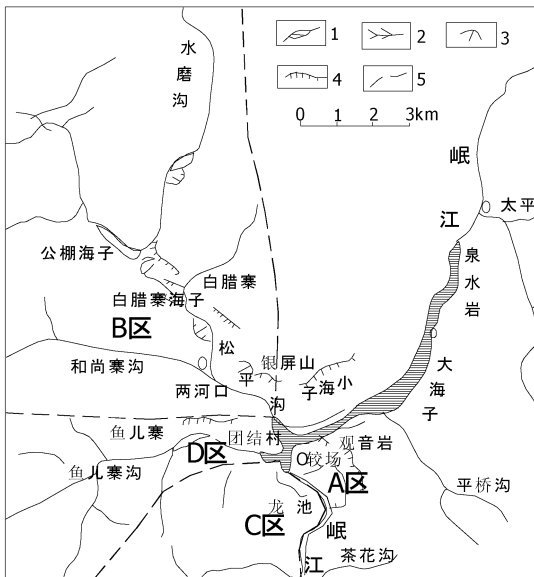 1
2
3
4
5
0 1 2 3km
水磨沟
岷江
太平
泉水岩
公棚海子
白腊寨
白腊寨海子
B区
松平沟
银屏山
小海子
大海子
和尚寨沟
两河口
鱼儿寨
团结村
观音岩
D区
较场
鱼儿寨沟
A区
平桥沟
龙池
C区
岷江
茶花沟